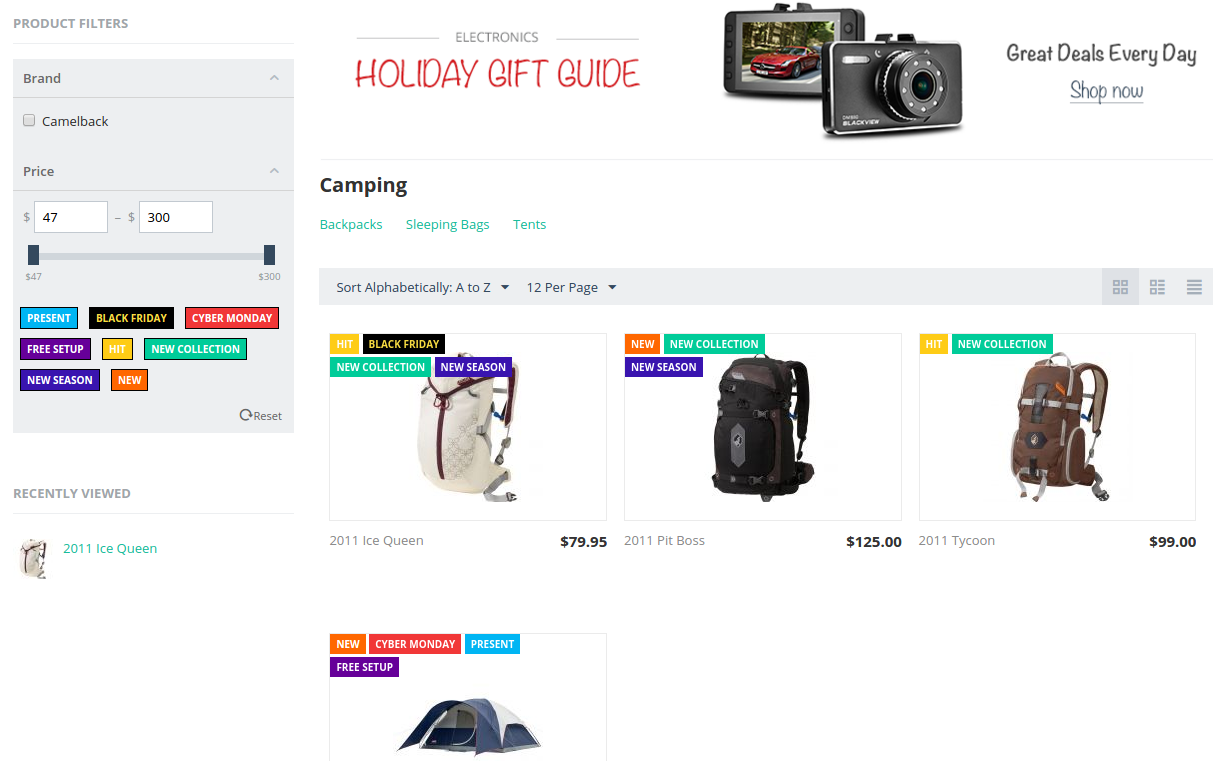 PRODUCT FILTERS
Brand
Camelback
Price
$ 47 – $ 300
$47 $300
PRESENT BLACK FRIDAY CYBER MONDAY
FREE SETUP HIT NEW COLLECTION
NEW SEASON NEW
Reset
RECENTLY VIEWED
2011 Ice Queen
ELECTRONICS
HOLIDAY GIFT GUIDE
DM800
BLACKVIEW
Great Deals Every Day
Shop now
Camping
Backpacks Sleeping Bags Tents
Sort Alphabetically: A to Z 12 Per Page
HIT BLACK FRIDAY
NEW COLLECTION NEW SEASON
2011 Ice Queen $79.95
NEW NEW COLLECTION
NEW SEASON
2011 Pit Boss $125.00
HIT NEW COLLECTION
2011 Tycoon $99.00
NEW CYBER MONDAY PRESENT
FREE SETUP